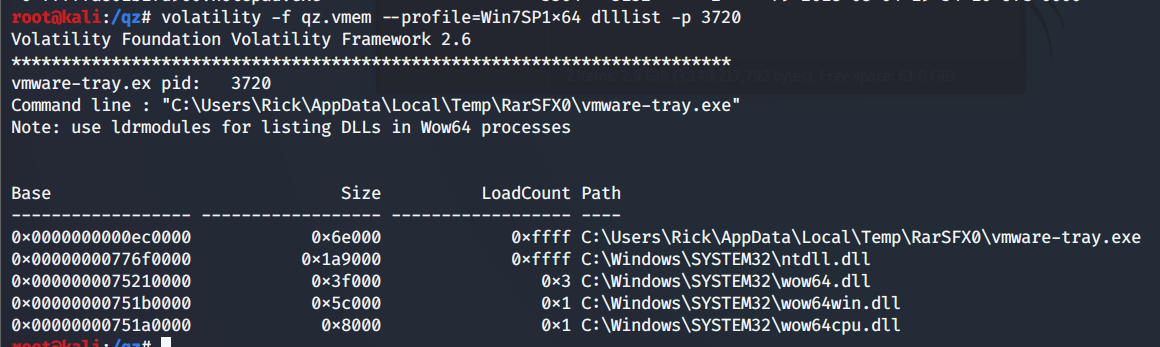 root@kali:/qz# volatility -f qz.vmem --profile=Win7SP1×64 dlllist -p 3720
Volatility Foundation Volatility Framework 2.6
************************************************************************
vmware-tray.ex pid:   3720
Command line : "C:\Users\Rick\AppData\Local\Temp\RarSFX0\vmware-tray.exe"
Note: use ldrmodules for listing DLLs in Wow64 processes
Base                             Size          LoadCount Path
------------------ ------------------ ------------------ ----
0×0000000000ec0000            0×6e000             0×ffff C:\Users\Rick\AppData\Local\Temp\RarSFX0\vmware-tray.exe
0×00000000776f0000           0×1a9000             0×ffff C:\Windows\SYSTEM32\ntdll.dll
0×0000000075210000            0×3f000                0×3 C:\Windows\SYSTEM32\wow64.dll
0×00000000751b0000            0×5c000                0×1 C:\Windows\SYSTEM32\wow64win.dll
0×00000000751a0000             0×8000                0×1 C:\Windows\SYSTEM32\wow64cpu.dll
root@kali:/qz#